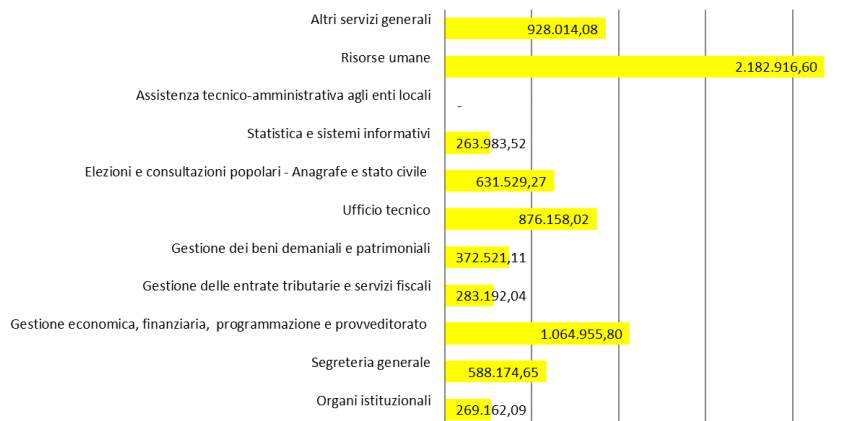 Altri servizi generali 928.014,08
Risorse umane 2.182.916,60
Assistenza tecnico-amministrativa agli enti locali -
Statistica e sistemi informativi 263.983,52
Elezioni e consultazioni popolari - Anagrafe e stato civile 631.529,27
Ufficio tecnico 876.158,02
Gestione dei beni demaniali e patrimoniali 372.521,11
Gestione delle entrate tributarie e servizi fiscali 283.192,04
Gestione economica, finanziaria, programmazione e provveditorato 1.064.955,80
Segreteria generale 588.174,65
Organi istituzionali 269.162,09